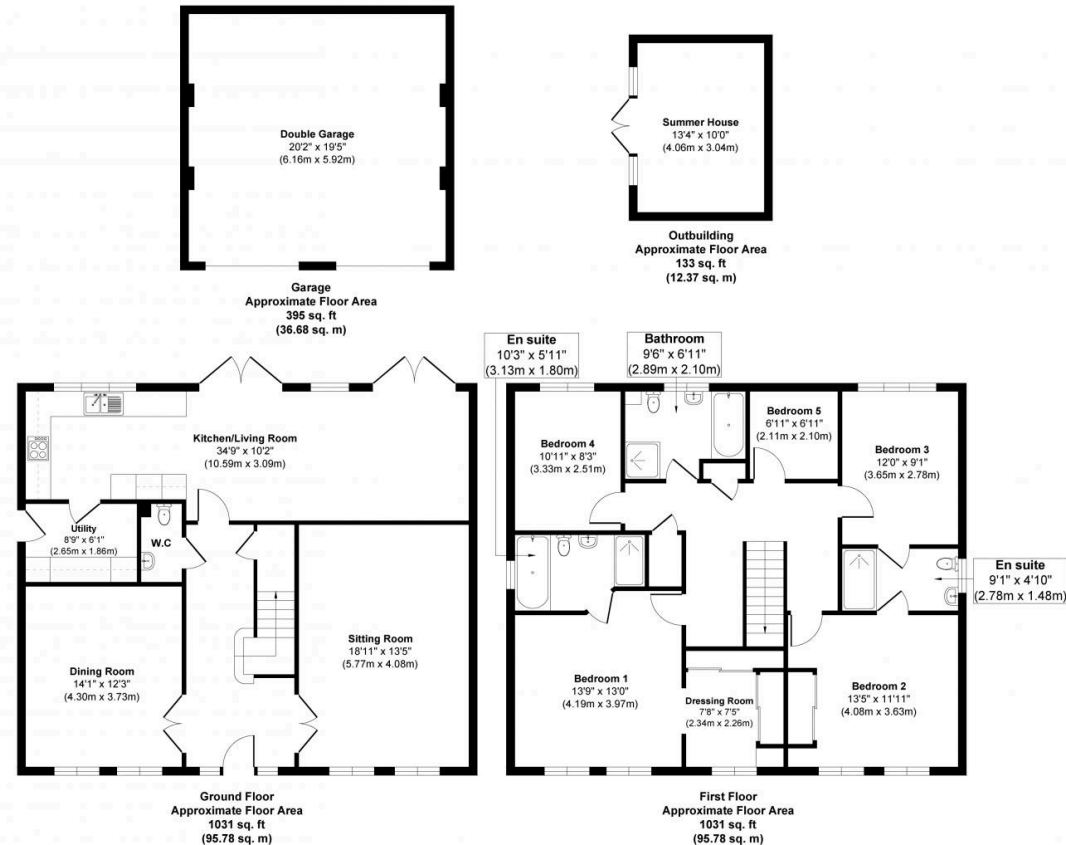 Double Garage
20'2" x 19'5"
(6.16m x 5.92m)
Garage
Approximate Floor Area
395 sq. ft
(36.68 sq. m)
Summer House
13'4" x 10'0"
(4.06m x 3.04m)
Outbuilding
Approximate Floor Area
133 sq. ft
(12.37 sq. m)
Kitchen/Living Room
34'9" x 10'2"
(10.59m x 3.09m)
Utility
8'9" x 6'1"
(2.65m x 1.86m)
W.C
Dining Room
14'1" x 12'3"
(4.30m x 3.73m)
Sitting Room
18'11" x 13'5"
(5.77m x 4.08m)
Ground Floor
Approximate Floor Area
1031 sq. ft
(95.78 sq. m)
En suite
10'3" x 5'11"
(3.13m x 1.80m)
Bathroom
9'6" x 6'11"
(2.89m x 2.10m)
Bedroom 4
10'11" x 8'3"
(3.33m x 2.51m)
Bedroom 5
6'11" x 6'11"
(2.11m x 2.10m)
Bedroom 3
12'0" x 9'1"
(3.65m x 2.78m)
En suite
9'1" x 4'10"
(2.78m x 1.48m)
Bedroom 1
13'9" x 13'0"
(4.19m x 3.97m)
Dressing Room
7'8" x 7'5"
(2.34m x 2.26m)
Bedroom 2
13'5" x 11'11"
(4.08m x 3.63m)
First Floor
Approximate Floor Area
1031 sq. ft
(95.78 sq. m)